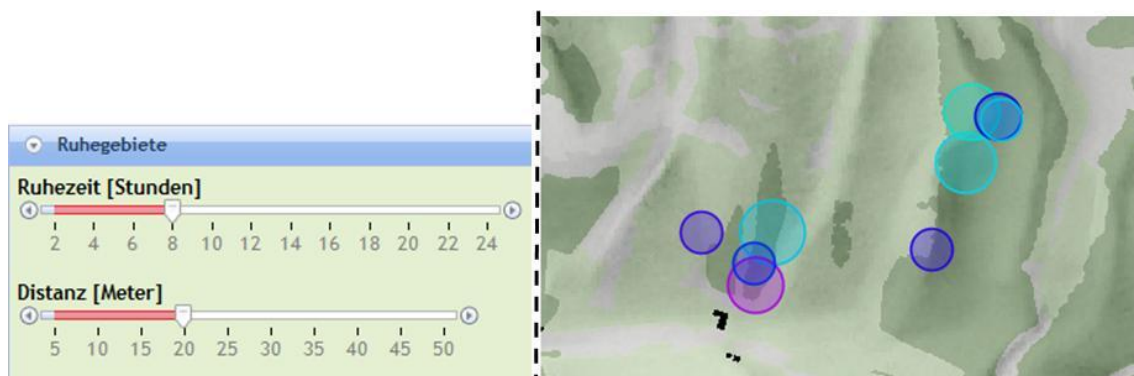 Ruhegebiete
Ruhezeit [Stunden]
2 4 6 8 10 12 14 16 18 20 22 24
Distanz [Meter]
5 10 15 20 25 30 35 40 45 50